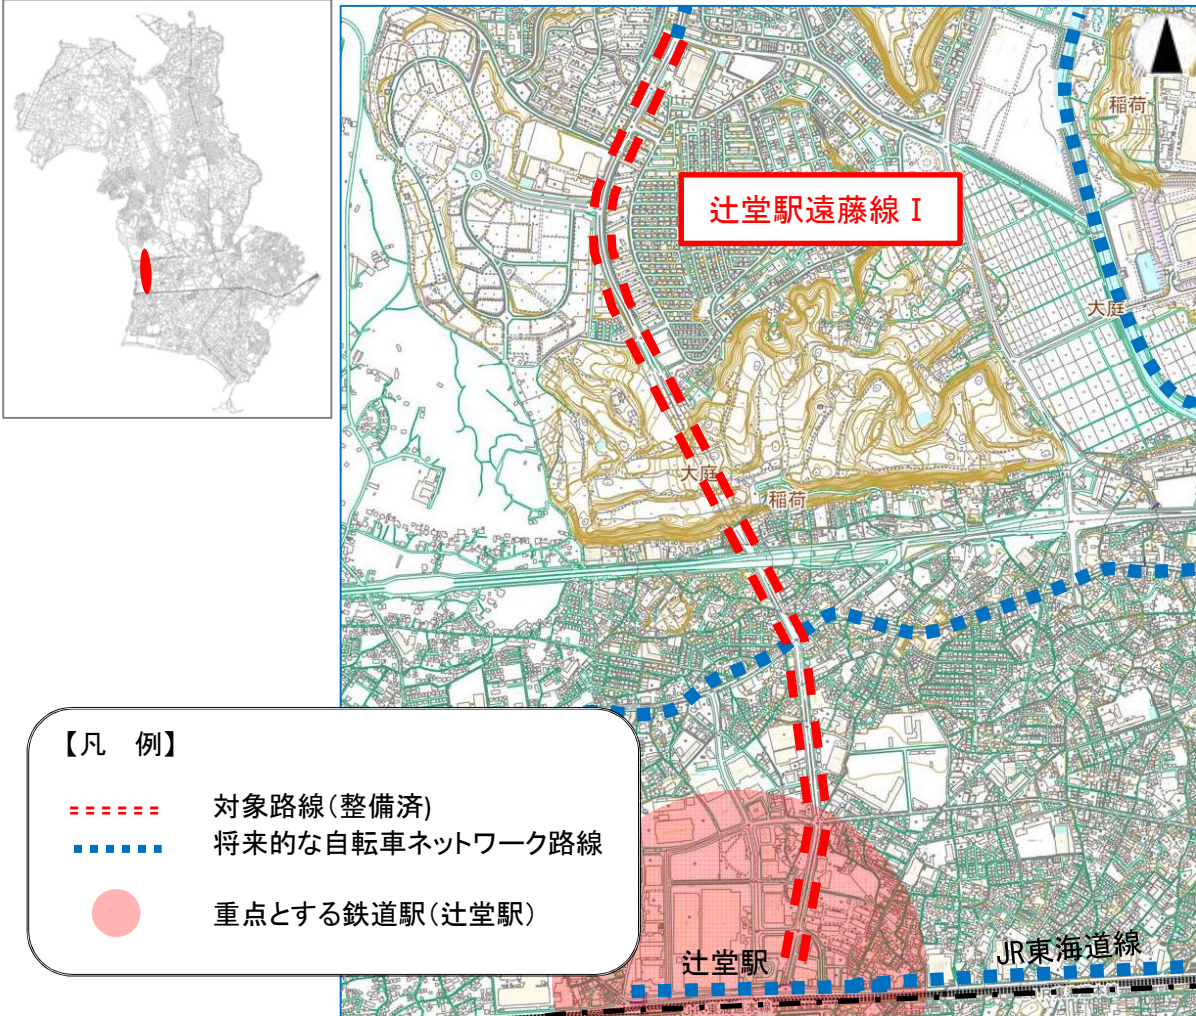 稲荷
辻堂駅遠藤線Ⅰ
大庭
大庭
稲荷
【凡　例】
対象路線（整備済)
将来的な自転車ネットワーク路線
重点とする鉄道駅（辻堂駅）
辻堂駅
JR東海道線